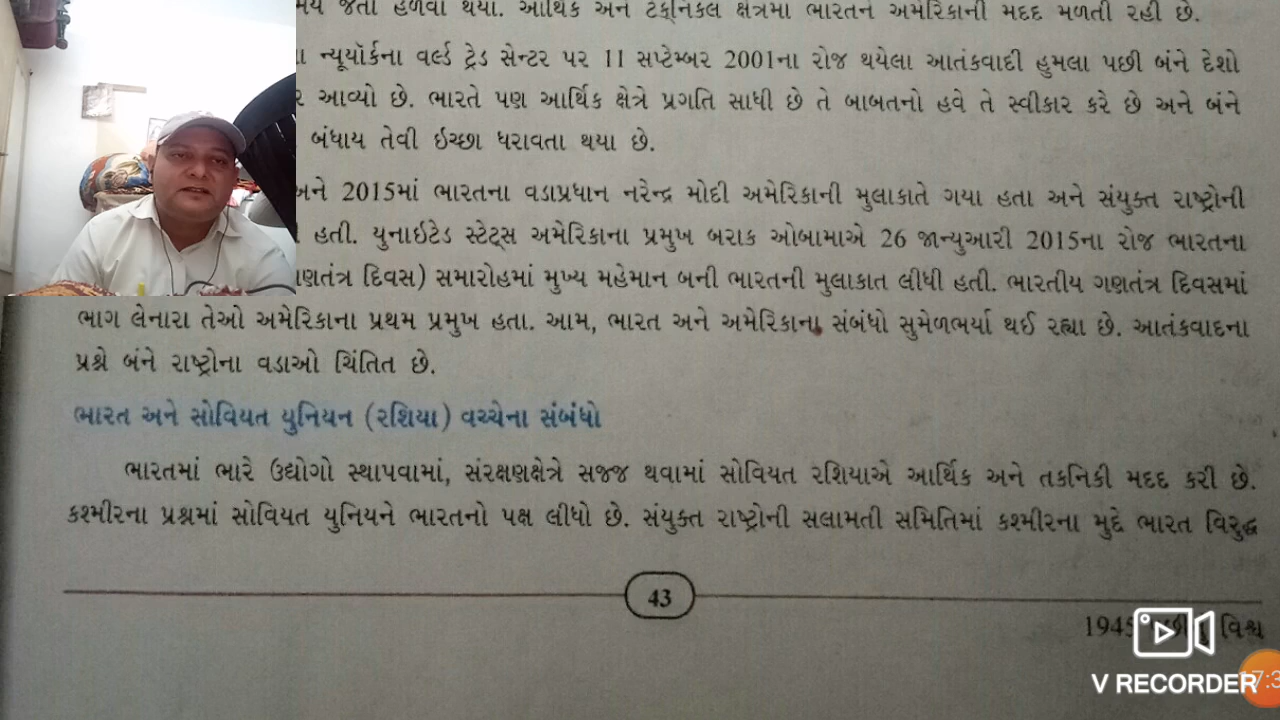 જતાં હળવા થયા. આર્થિક અને ટૅક્નિકલ ક્ષેત્રમાં ભારતને અમેરિકાની મદદ મળતી રહી છે.
ન્યૂયૉર્કના વર્લ્ડ ટ્રેડ સેન્ટર પર 11 સપ્ટેમ્બર 2001ના રોજ થયેલા આતંકવાદી હુમલા પછી બંને દેશો
આવ્યો છે. ભારતે પણ આર્થિક ક્ષેત્રે પ્રગતિ સાધી છે તે બાબતનો હવે તે સ્વીકાર કરે છે અને બંને
બંધાય તેવી ઇચ્છા ધરાવતા થયા છે.
અને 2015માં ભારતના વડાપ્રધાન નરેન્દ્ર મોદી અમેરિકાની મુલાકાતે ગયા હતા અને સંયુક્ત રાષ્ટ્રોની
હતી. યુનાઇટેડ સ્ટેટ્સ અમેરિકાના પ્રમુખ બરાક ઓબામાએ 26 જાન્યુઆરી 2015ના રોજ ભારતના
દિવસ) સમારોહમાં મુખ્ય મહેમાન બની ભારતની મુલાકાત લીધી હતી. ભારતીય ગણતંત્ર દિવસમાં
ભાગ લેનારા તેઓ અમેરિકાના પ્રથમ પ્રમુખ હતા. આમ, ભારત અને અમેરિકાના સંબંધો સુમેળભર્યા થઈ રહ્યા છે. આતંકવાદના
પ્રશ્ને બંને રાષ્ટ્રોના વડાઓ ચિંતિત છે.
ભારત અને સોવિયત યુનિયન (રશિયા) વચ્ચેના સંબંધો
ભારતમાં ભારે ઉદ્યોગો સ્થાપવામાં, સંરક્ષણક્ષેત્રે સજ્જ થવામાં સોવિયત રશિયાએ આર્થિક અને તકનિકી મદદ કરી છે.
કશ્મીરના પ્રશ્નમાં સોવિયત યુનિયને ભારતનો પક્ષ લીધો છે. સંયુક્ત રાષ્ટ્રોની સલામતી સમિતિમાં કશ્મીરના મુદ્દે ભારત વિરુદ્ધ
43
વિશ્વ
V RECORDER